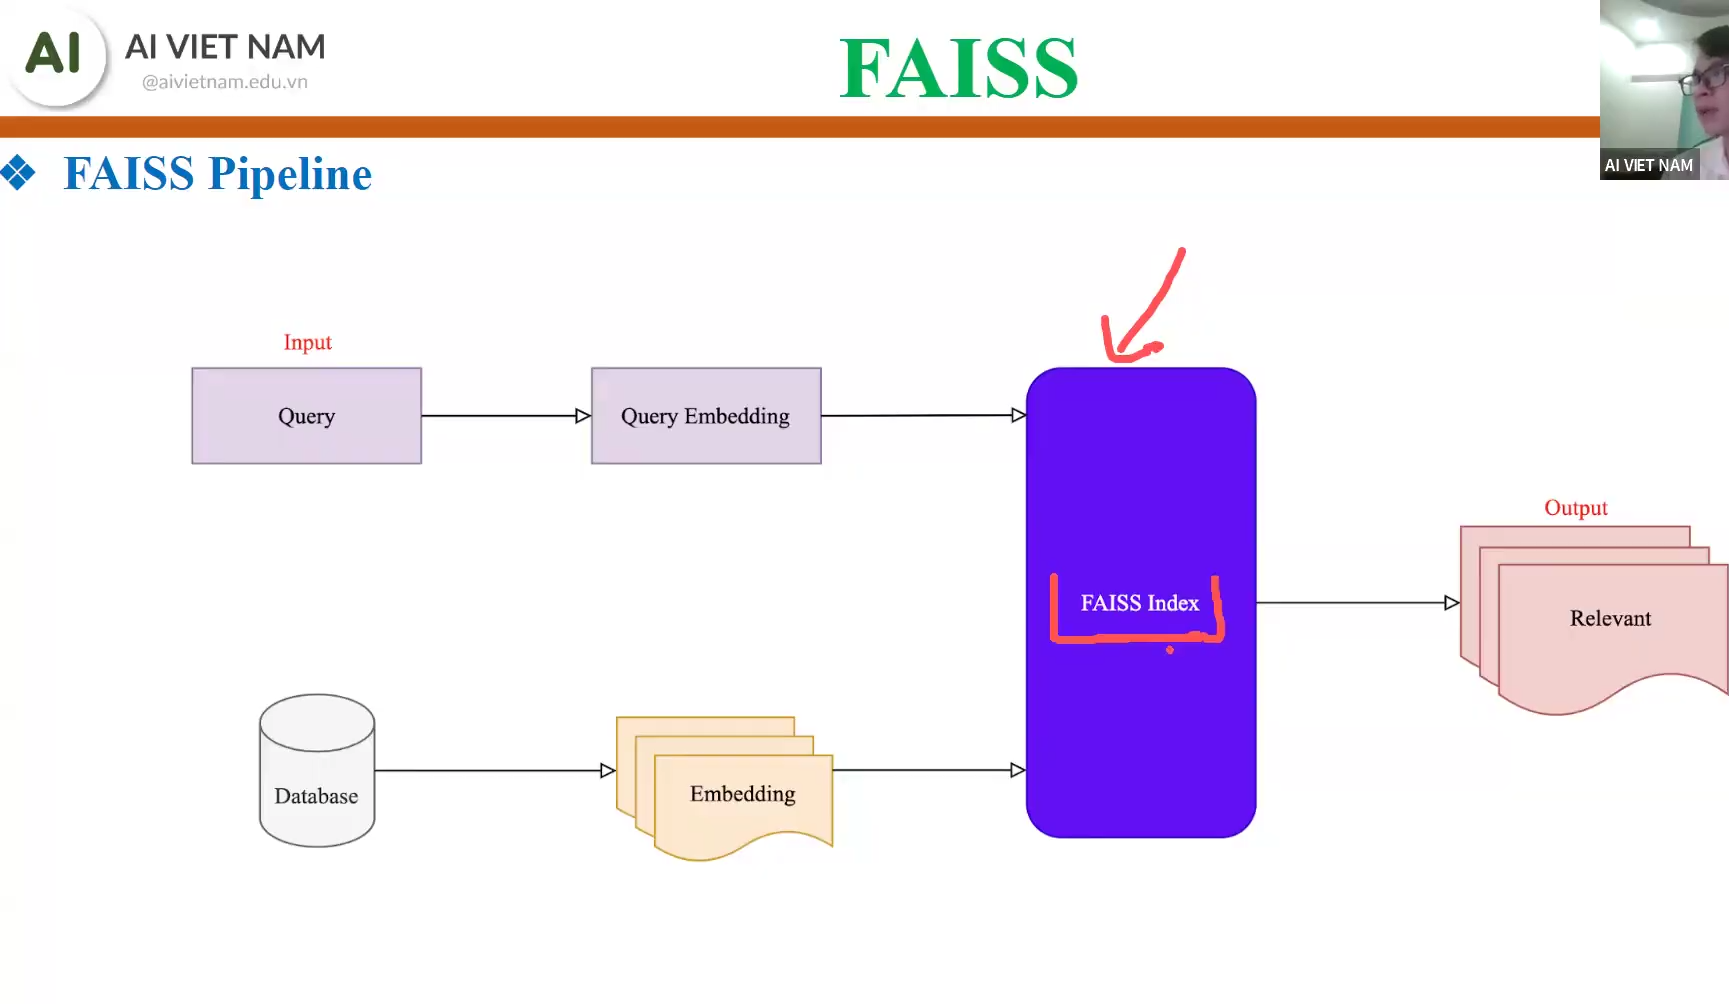 AI
AI VIET NAM
@aivietnam.edu.vn
FAISS
AI VIET NAM
FAISS Pipeline
Input
Query
Query Embedding
FAISS Index
Output
Relevant
Database
Embedding